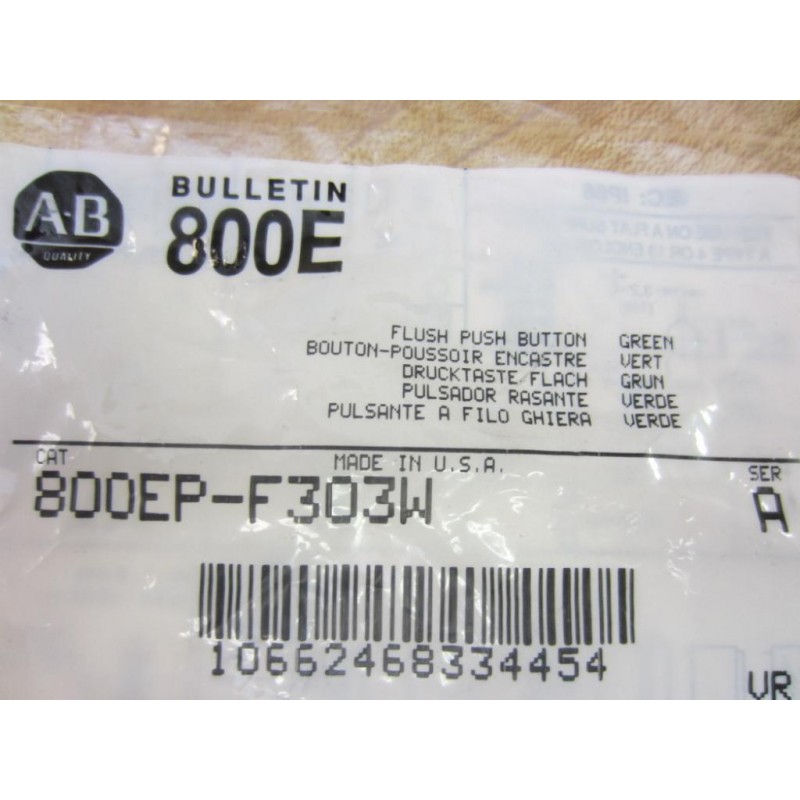 A-B
QUALITY
BULLETIN
800E
FLUSH PUSH BUTTON GREEN
BOUTON-POUSSOIR ENCASTRE VERT
DRUCKTASTE FLACH GRUN
PULSADOR RASANTE VERDE
PULSANTE A FILO GHIERA VERDE
CAT MADE IN U.S.A. SER
800EP-F303W A
10662468334454
VR